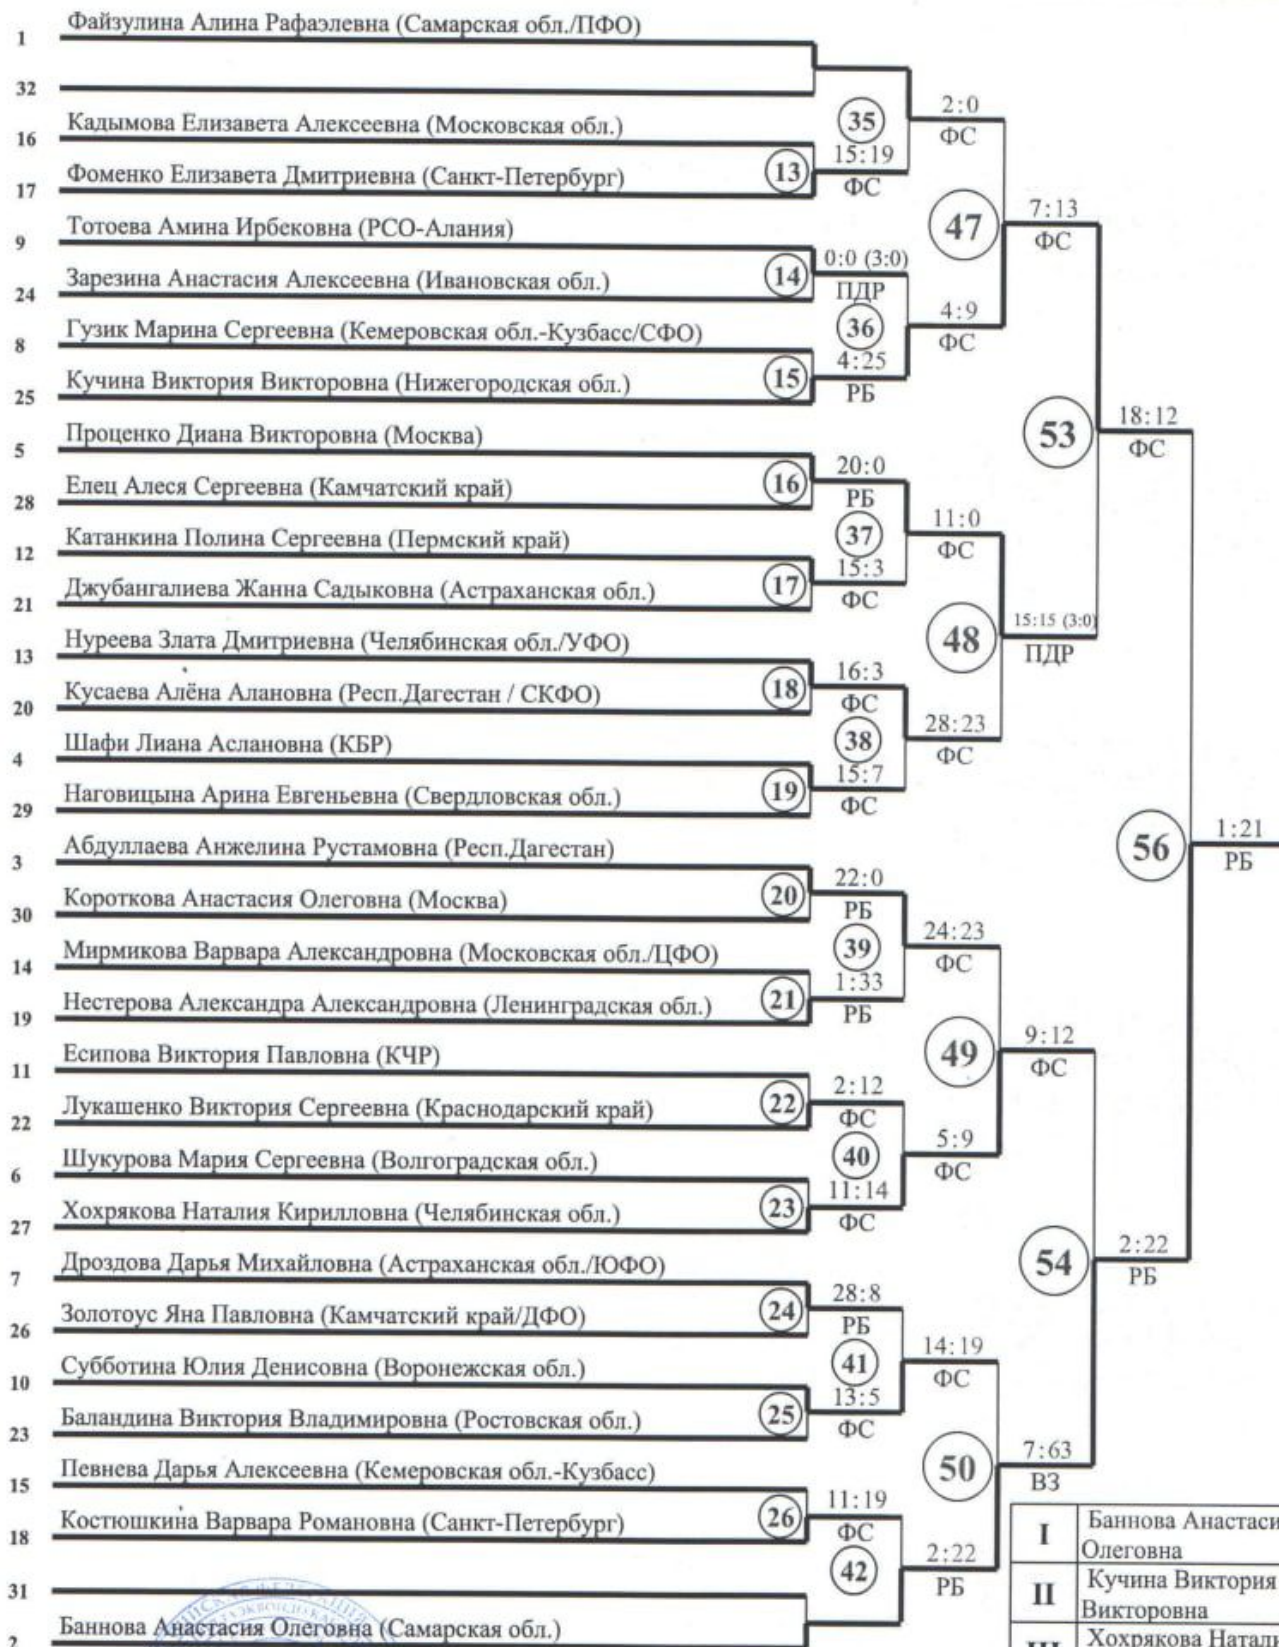 Файзулина Алина Рафаэлевна (Самарская обл./ПФО)
1
32
2:0
ФС
Кадымова Елизавета Алексеевна (Московская обл.)
16
35
15:19
ФС
Фоменко Елизавета Дмитриевна (Санкт-Петербург)
17
13
47
7:13
ФС
Тотоева Амина Ирбековна (РСО-Алания)
9
14
0:0 (3:0)
ПДР
Зарезина Анастасия Алексеевна (Ивановская обл.)
24
36
4:9
ФС
Гузик Марина Сергеевна (Кемеровская обл.-Кузбасс/СФО)
8
4:25
РБ
Кучина Виктория Викторовна (Нижегородская обл.)
25
15
53
18:12
ФС
Проценко Диана Викторовна (Москва)
5
20:0
РБ
Елец Алеся Сергеевна (Камчатский край)
28
16
37
11:0
ФС
Катанкина Полина Сергеевна (Пермский край)
12
15:3
ФС
Джубангалиева Жанна Садыковна (Астраханская обл.)
21
17
48
15:15 (3:0)
ПДР
Нуреева Злата Дмитриевна (Челябинская обл./УФО)
13
16:3
ФС
Кусаева Алёна Алановна (Респ.Дагестан / СКФО)
20
18
38
28:23
ФС
Шафи Лиана Аслановна (КБР)
4
15:7
ФС
Наговицына Арина Евгеньевна (Свердловская обл.)
29
19
56
1:21
РБ
Абдуллаева Анжелина Рустамовна (Респ.Дагестан)
3
22:0
РБ
Короткова Анастасия Олеговна (Москва)
30
20
39
24:23
ФС
Мирмикова Варвара Александровна (Московская обл./ЦФО)
14
1:33
РБ
Нестерова Александра Александровна (Ленинградская обл.)
19
21
49
9:12
ФС
Есипова Виктория Павловна (КЧР)
11
2:12
ФС
Лукашенко Виктория Сергеевна (Краснодарский край)
22
22
40
5:9
ФС
Шукурова Мария Сергеевна (Волгоградская обл.)
6
11:14
ФС
Хохрякова Наталия Кирилловна (Челябинская обл.)
27
23
54
2:22
РБ
Дроздова Дарья Михайловна (Астраханская обл./ЮФО)
7
28:8
РБ
Золотоус Яна Павловна (Камчатский край/ДФО)
26
24
41
14:19
ФС
Субботина Юлия Денисовна (Воронежская обл.)
10
13:5
ФС
Баландина Виктория Владимировна (Ростовская обл.)
23
25
50
7:63
ВЗ
Певнева Дарья Алексеевна (Кемеровская обл.-Кузбасс)
15
11:19
ФС
Костюшкина Варвара Романовна (Санкт-Петербург)
18
26
42
2:22
РБ
31
Баннова Анастасия Олеговна (Самарская обл.)
2
I
Баннова Анастаси
Олеговна
II
Кучина Виктория
Викторовна
III
Хохрякова Натал